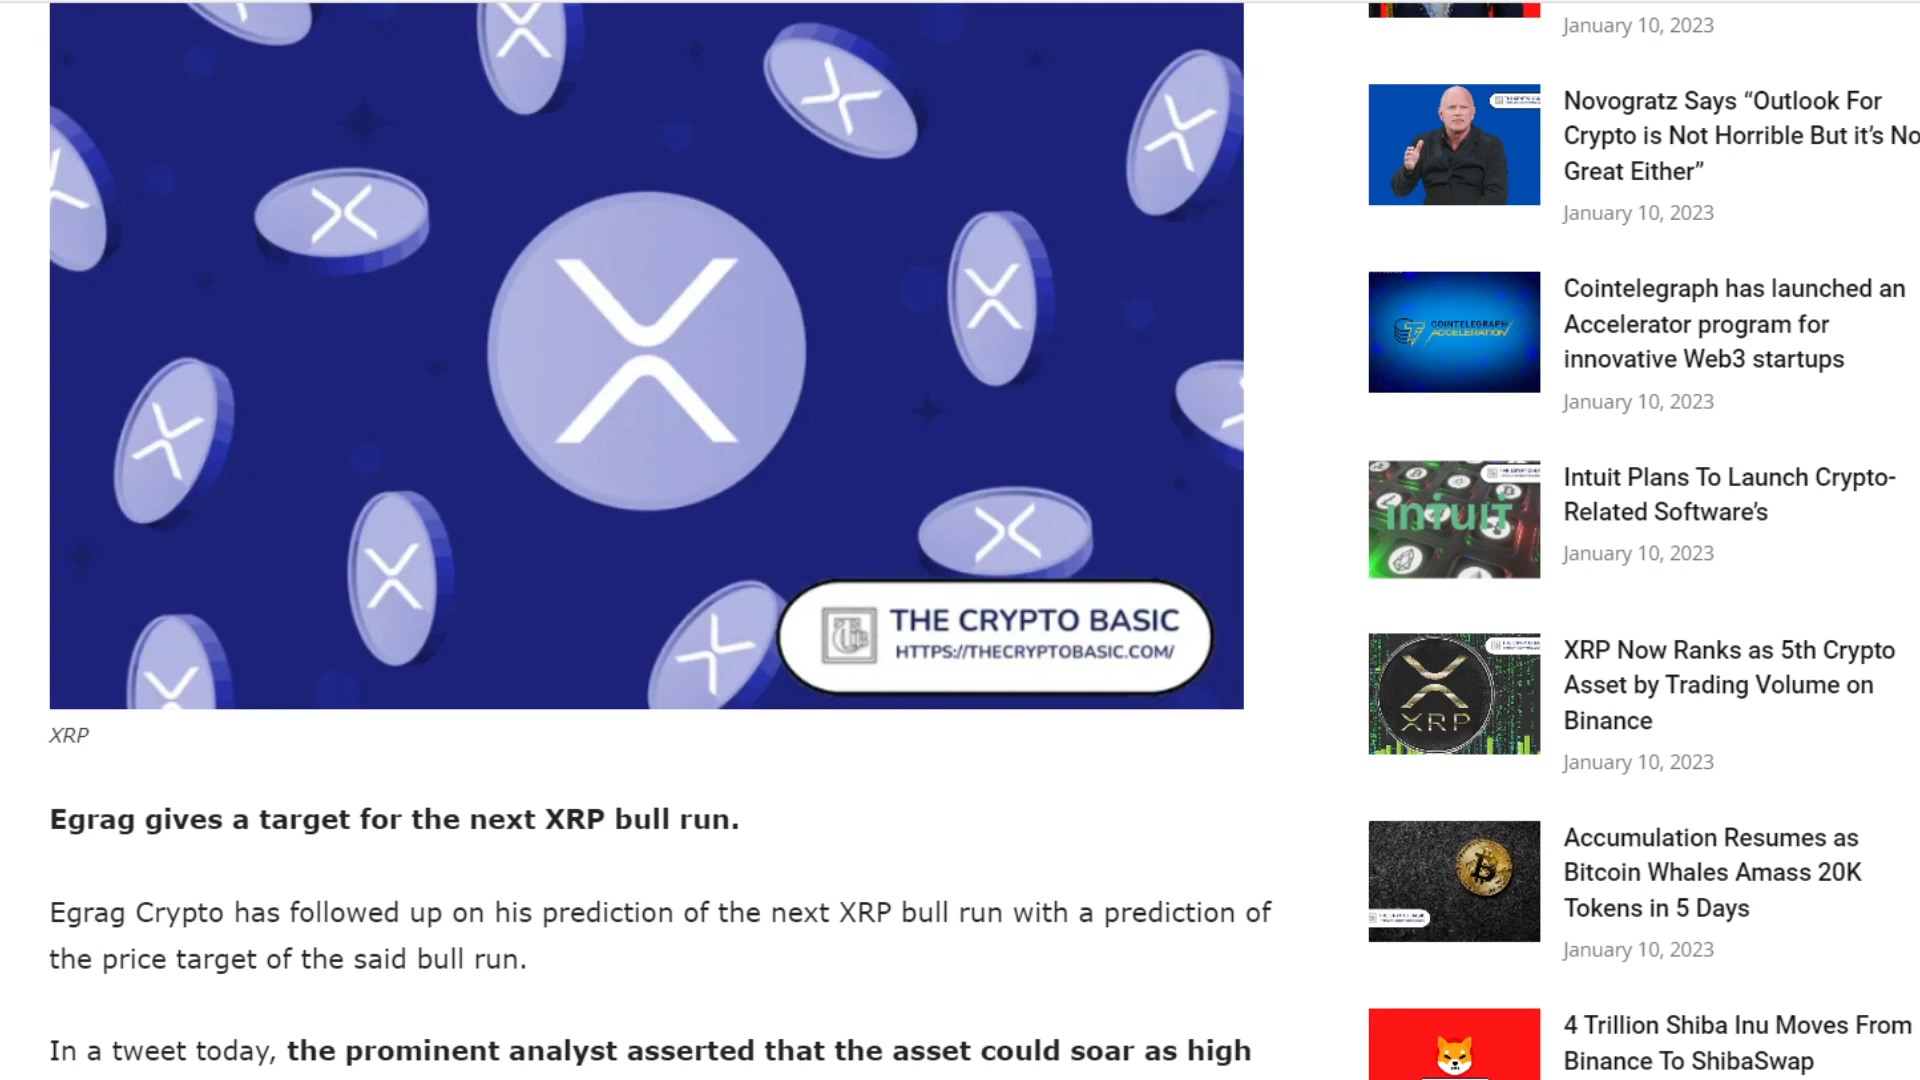 THE CRYPTO BASIC
HTTPS://THECRYPTOBASIC.COM/
XRP
Egrag gives a target for the next XRP bull run.
Egrag Crypto has followed up on his prediction of the next XRP bull run with a prediction of
the price target of the said bull run.
In a tweet today, the prominent analyst asserted that the asset could soar as high
January 10, 2023
Novogratz Says “Outlook For
Crypto is Not Horrible But it’s No
Great Either”
January 10, 2023
COINTELEGRAPH
ACCELERATION
Cointelegraph has launched an
Accelerator program for
innovative Web3 startups
January 10, 2023
INTUIT
Intuit Plans To Launch Crypto-
Related Software’s
January 10, 2023
XRP
XRP Now Ranks as 5th Crypto
Asset by Trading Volume on
Binance
January 10, 2023
Accumulation Resumes as
Bitcoin Whales Amass 20K
Tokens in 5 Days
January 10, 2023
4 Trillion Shiba Inu Moves From
Binance To ShibaSwap